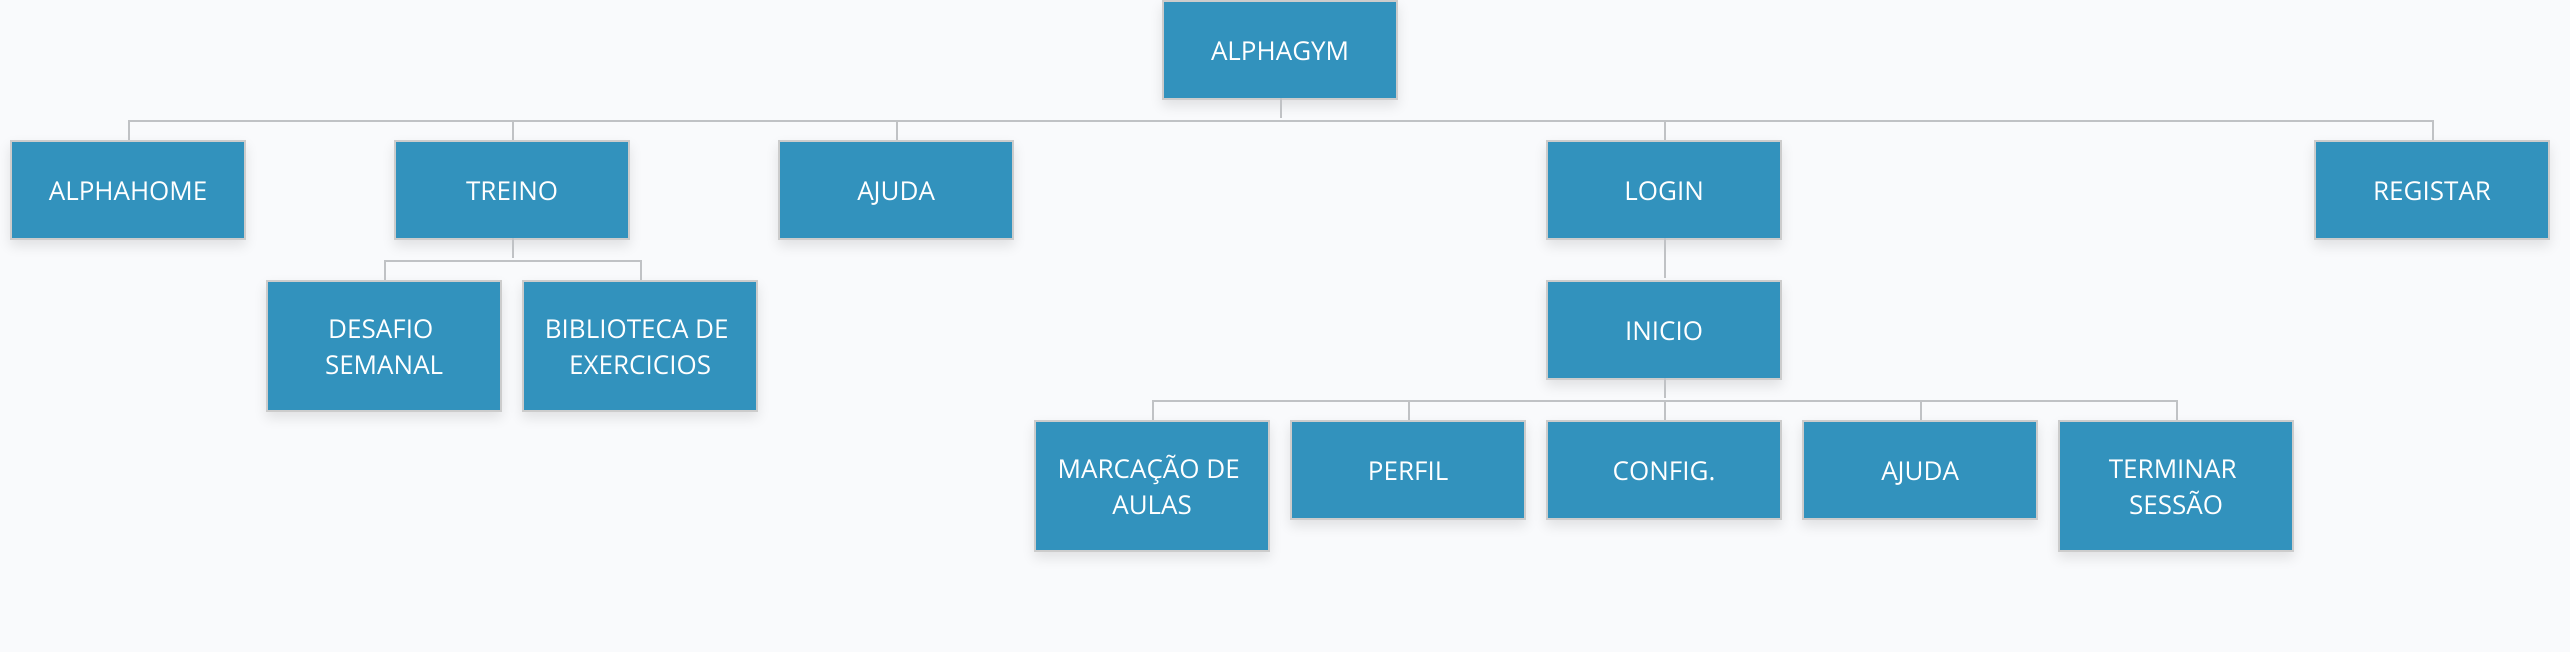 ALPHAGYM
ALPHAHOME
TREINO
AJUDA
LOGIN
REGISTAR
DESAFIO
SEMANAL
BIBLIOTECA DE
EXERCICIOS
INICIO
MARCAÇÃO DE
AULAS
PERFIL
CONFIG.
AJUDA
TERMINAR
SESSÃO